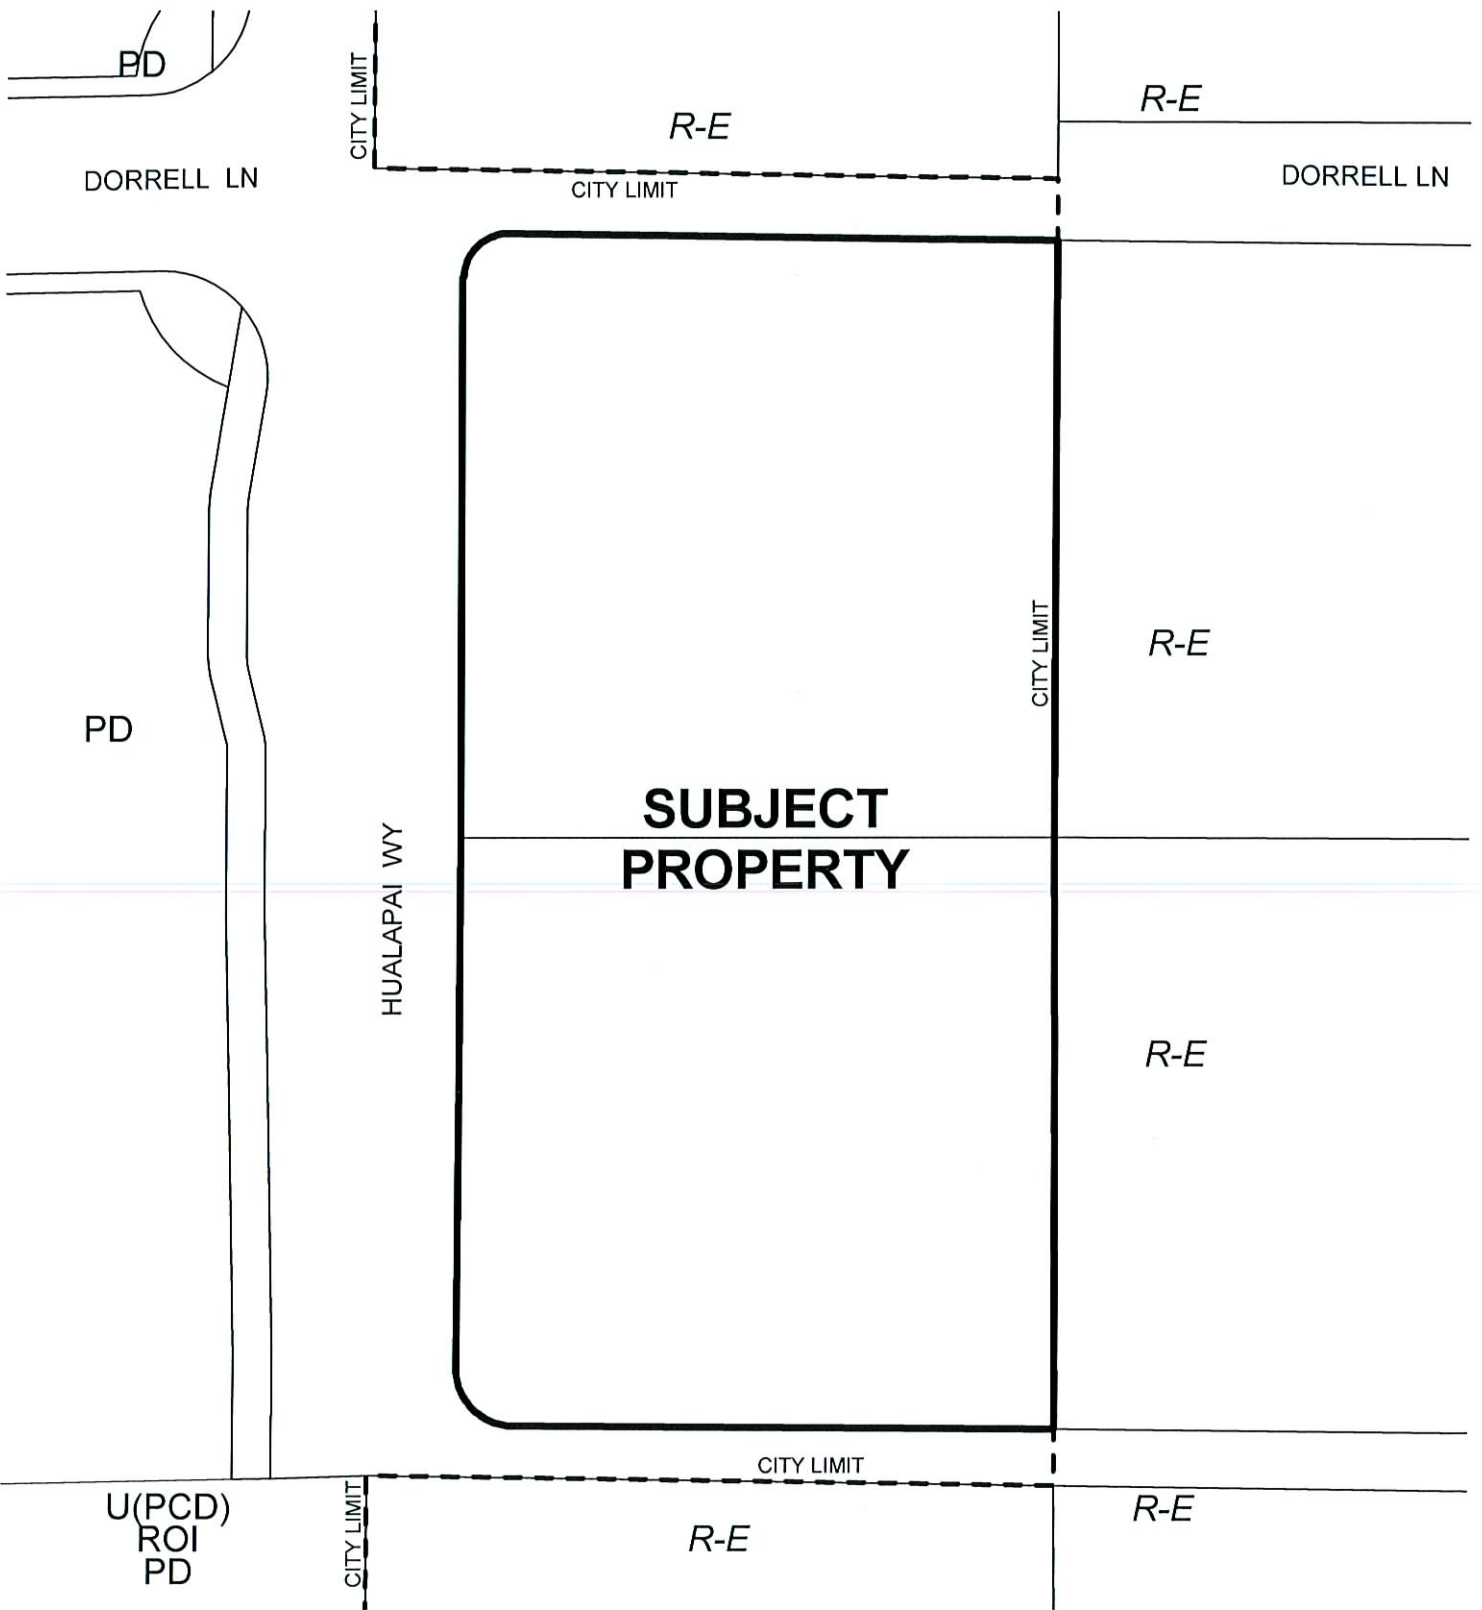 PD
CITY LIMIT
R-E
R-E
DORRELL LN
CITY LIMIT
DORRELL LN
CITY LIMIT
R-E
PD
SUBJECT
PROPERTY
HUALAPAI WY
R-E
CITY LIMIT
U(PCD)
ROI
PD
CITY LIMIT
R-E
R-E